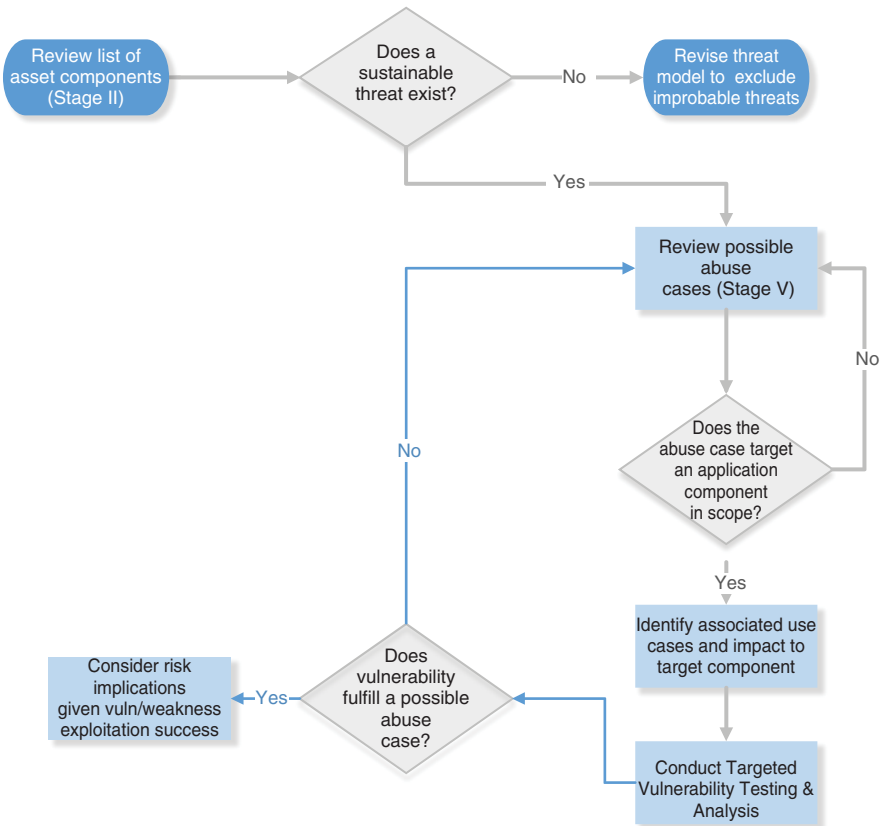 Review list of
asset components
(Stage II)
Does a
sustainable
threat exist?
No
Revise threat
model to exclude
improbable threats
Yes
Review possible
abuse
cases (Stage V)
No
Does the
abuse case target
an application
component
in scope?
No
Yes
Identify associated use
cases and impact to
target component
Does
vulnerability
fulfill a possible
abuse
case?
Yes
Consider risk
implications
given vuln/weakness
exploitation success
Conduct Targeted
Vulnerability Testing &
Analysis